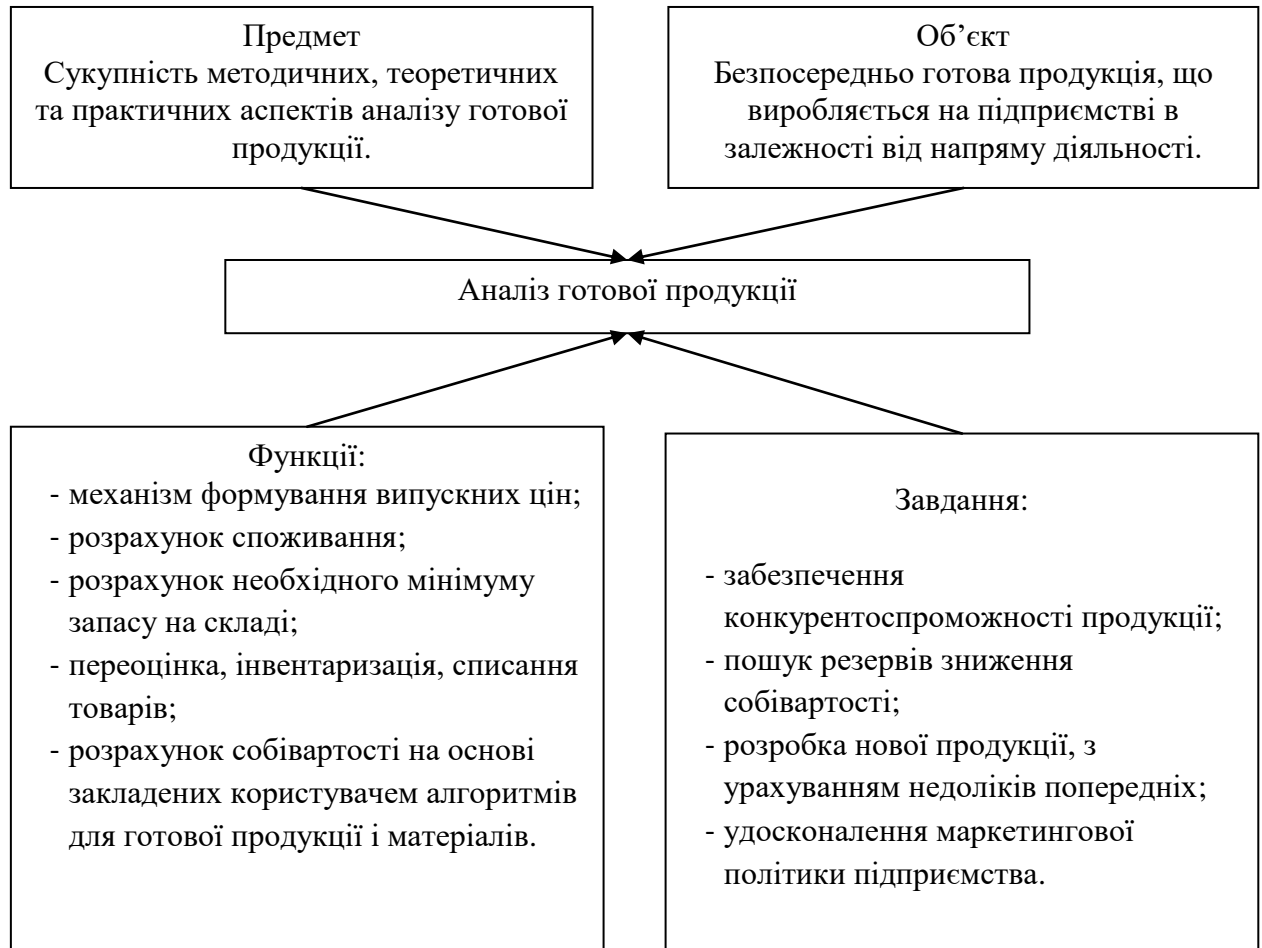 Предмет
Сукупність методичних, теоретичних
та практичних аспектів аналізу готової
продукції.
Об’єкт
Безпосередньо готова продукція, що
виробляється на підприємстві в
залежності від напряму діяльності.
Аналіз готової продукції
Функції:
- механізм формування випускних цін;
- розрахунок споживання;
- розрахунок необхідного мінімуму
запасу на складі;
- переоцінка, інвентаризація, списання
товарів;
- розрахунок собівартості на основі
закладених користувачем алгоритмів
для готової продукції і матеріалів.
Завдання:
- забезпечення
конкурентоспроможності продукції;
- пошук резервів зниження
собівартості;
- розробка нової продукції, з
урахуванням недоліків попередніх;
- удосконалення маркетингової
політики підприємства.